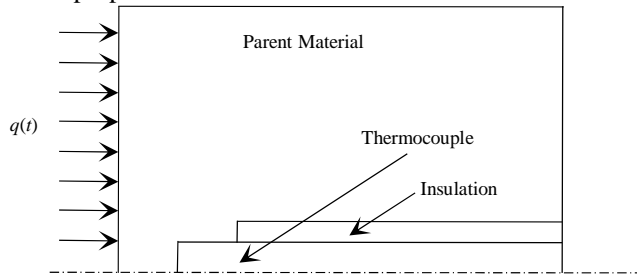 Parent Material
q(t)
Thermocouple
Insulation